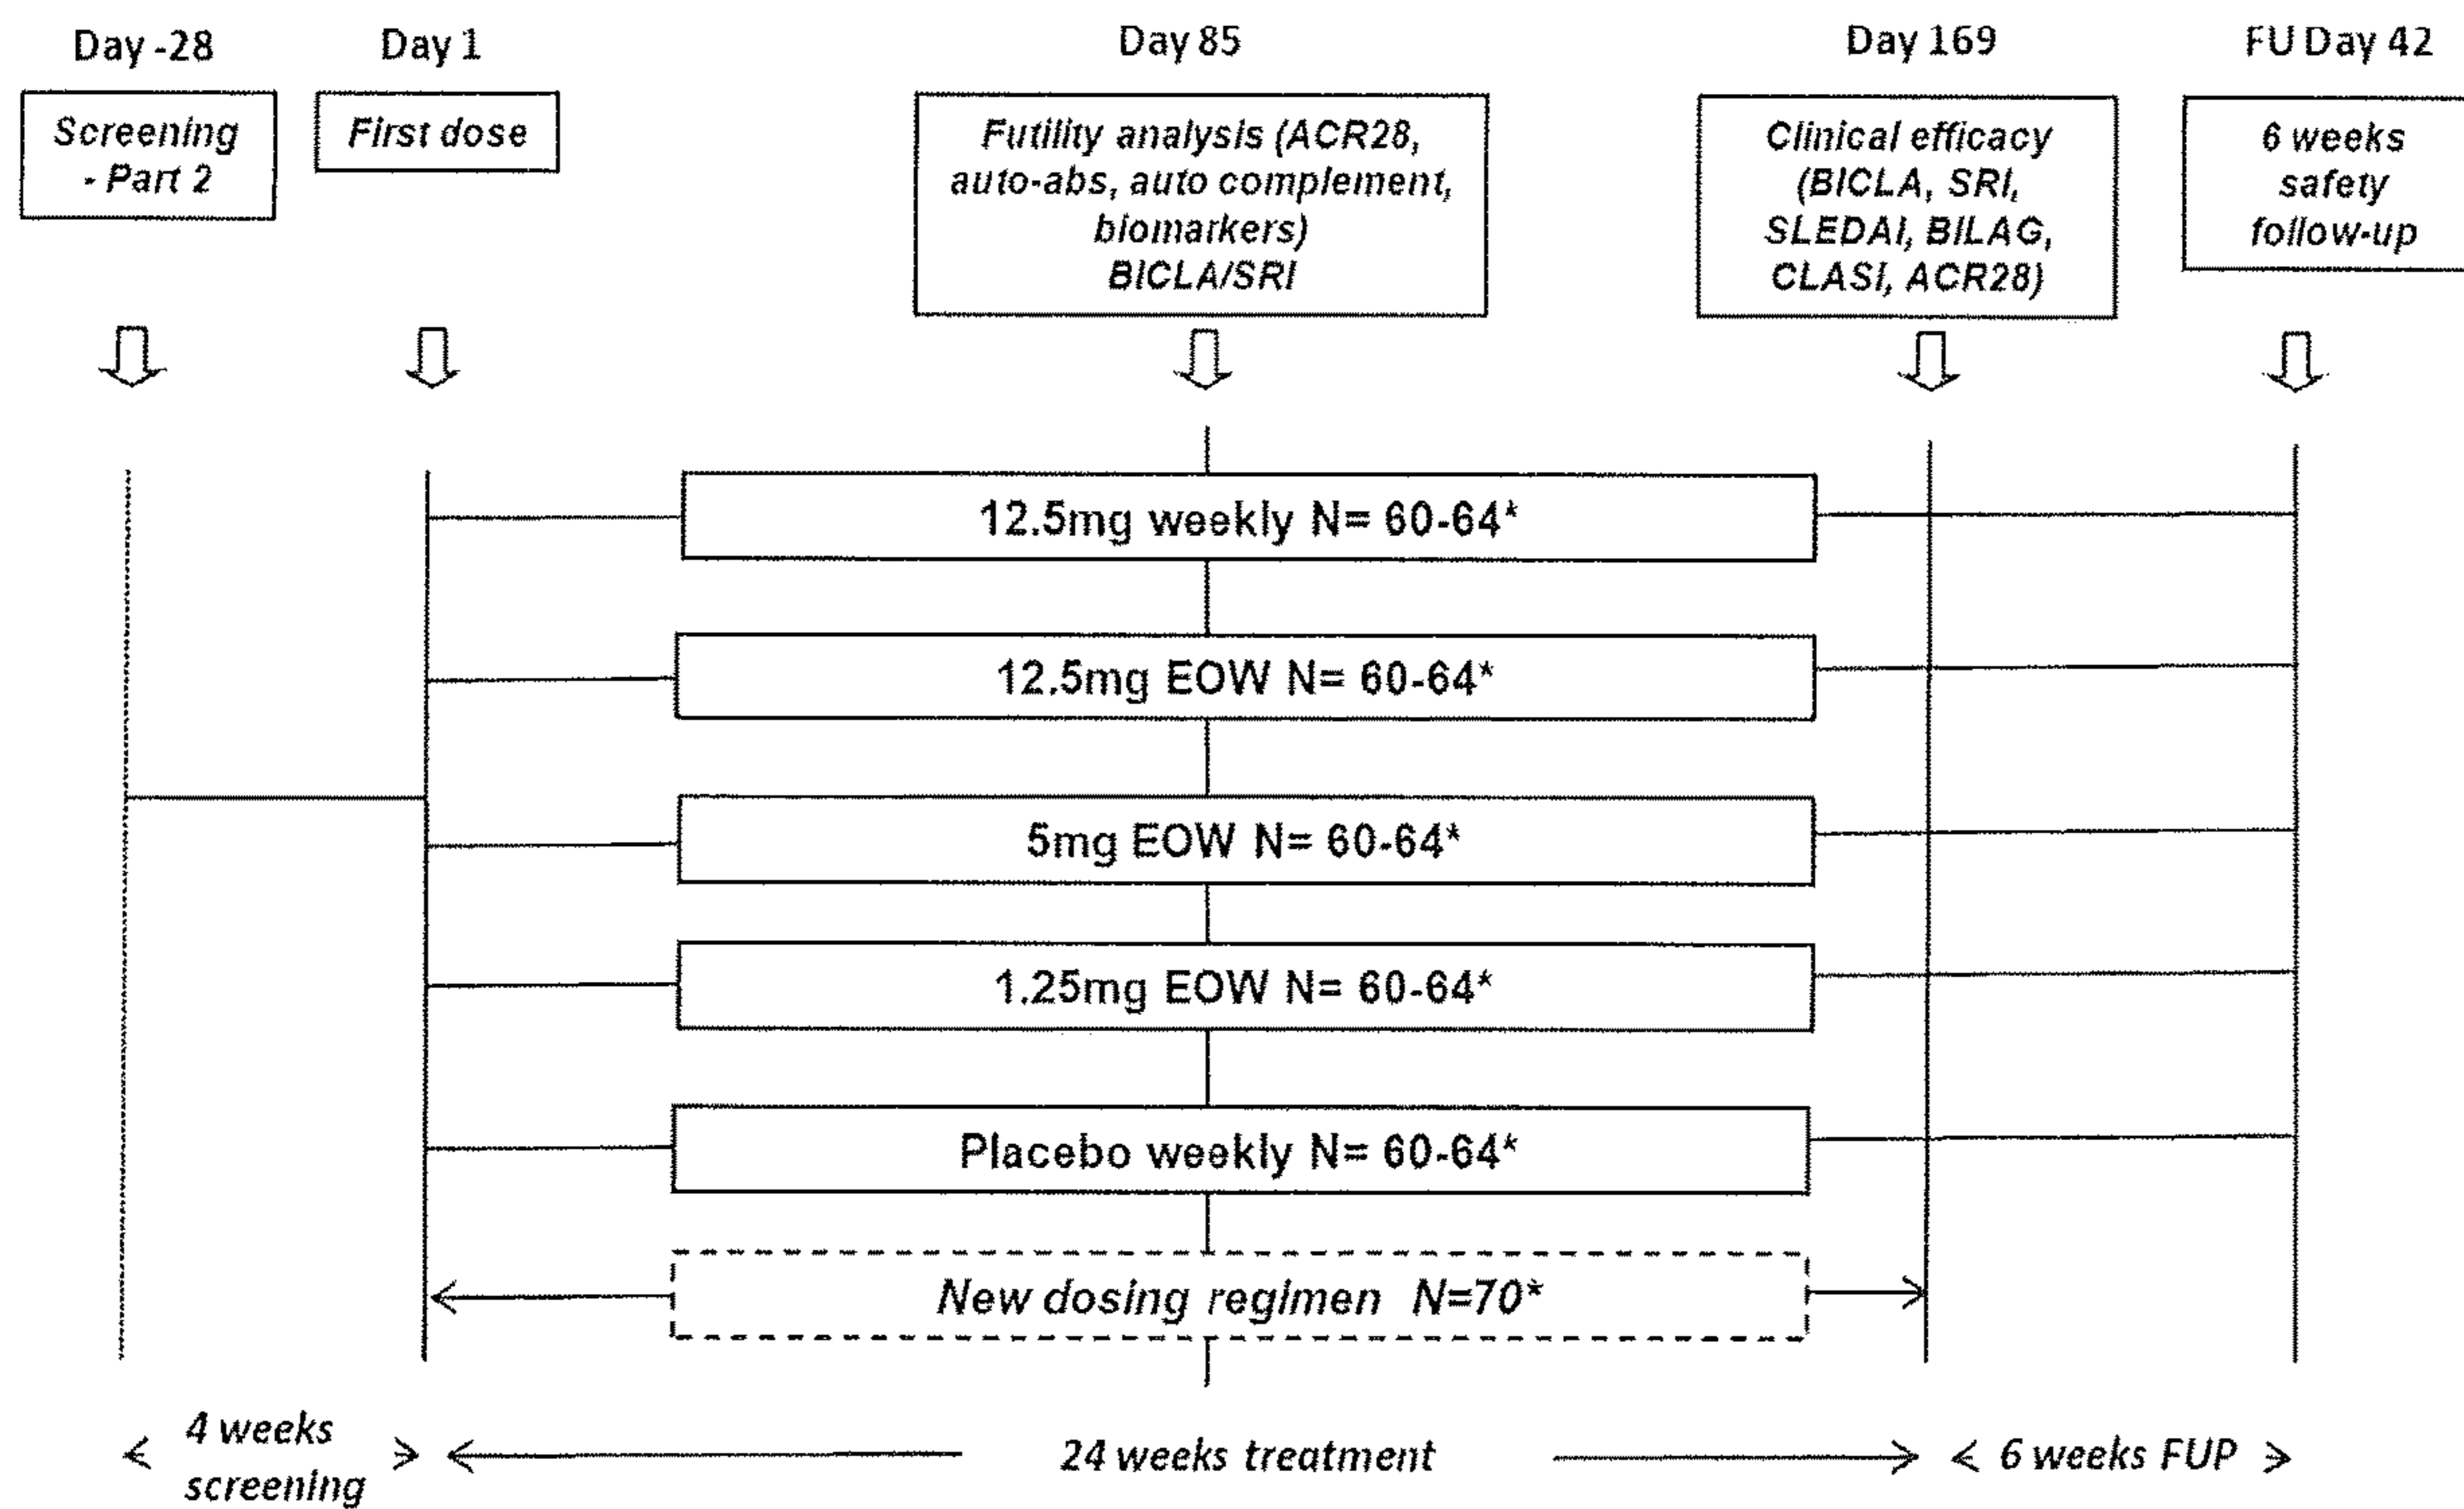 Day -28
Day 1
Day 85
Day 169
FU Day 42
Screening
- Part 2
First dose
Futility analysis (ACR28,
auto-abs, auto complement,
biomarkers)
BICLA/SRI
Clinical efficacy
(BICLA, SRI,
SLEDAI, BILAG,
CLASI, ACR28)
6 weeks
safety
follow-up
12.5mg weekly N= 60-64*
12.5mg EOW N= 60-64*
5mg EOW N= 60-64*
1.25mg EOW N= 60-64*
Placebo weekly N= 60-64*
New dosing regimen N=70*
4 weeks
screening
24 weeks treatment
6 weeks FUP